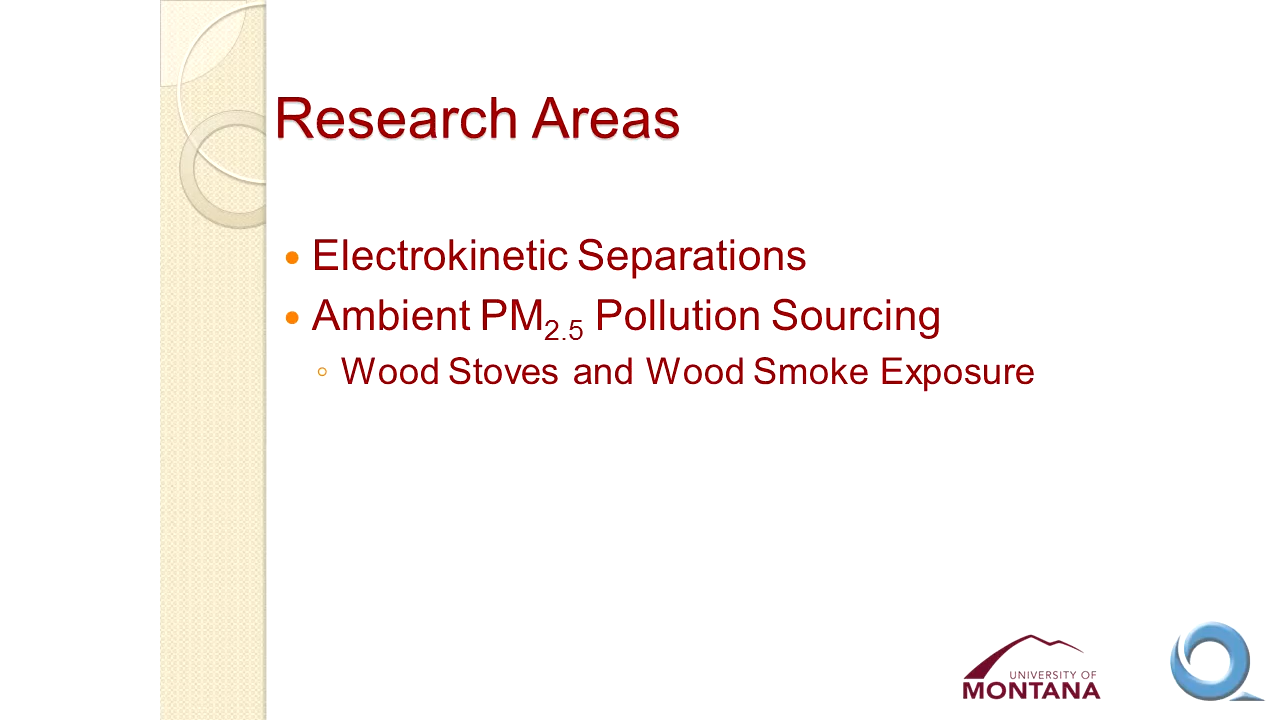 Research Areas
Electrokinetic Separations
Ambient PM2.5 Pollution Sourcing
Wood Stoves and Wood Smoke Exposure
UNIVERSITY OF
MONTANA